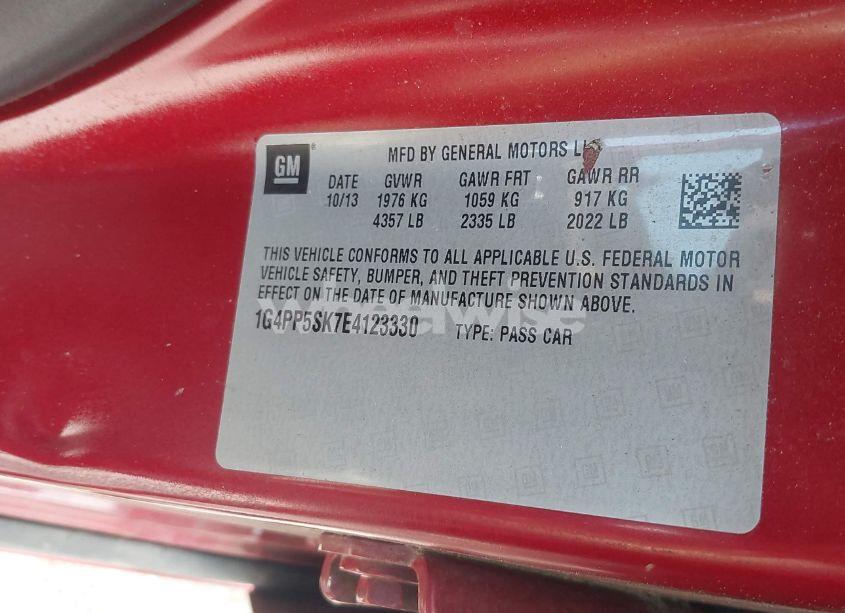 GM
MFD BY GENERAL MOTORS
DATE GVWR GAWR FRT GAWR RR
10/13 1976 KG 1059 KG 917 KG
4357 LB 2335 LB 2022 LB
THIS VEHICLE CONFORMS TO ALL APPLICABLE U.S. FEDERAL MOTOR
VEHICLE SAFETY, BUMPER, AND THEFT PREVENTION STANDARDS IN
EFFECT ON THE DATE OF MANUFACTURE SHOWN ABOVE.
1G4PP5SK7E4123330 TYPE: PASS CAR